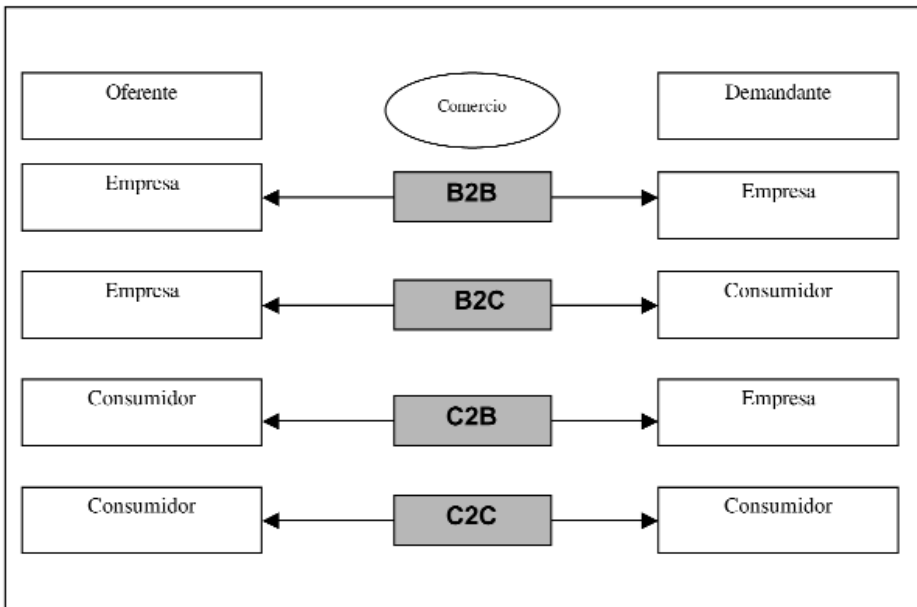 Oferente
Comercio
Demandante
Empresa
B2B
Empresa
Empresa
B2C
Consumidor
Consumidor
C2B
Empresa
Consumidor
C2C
Consumidor